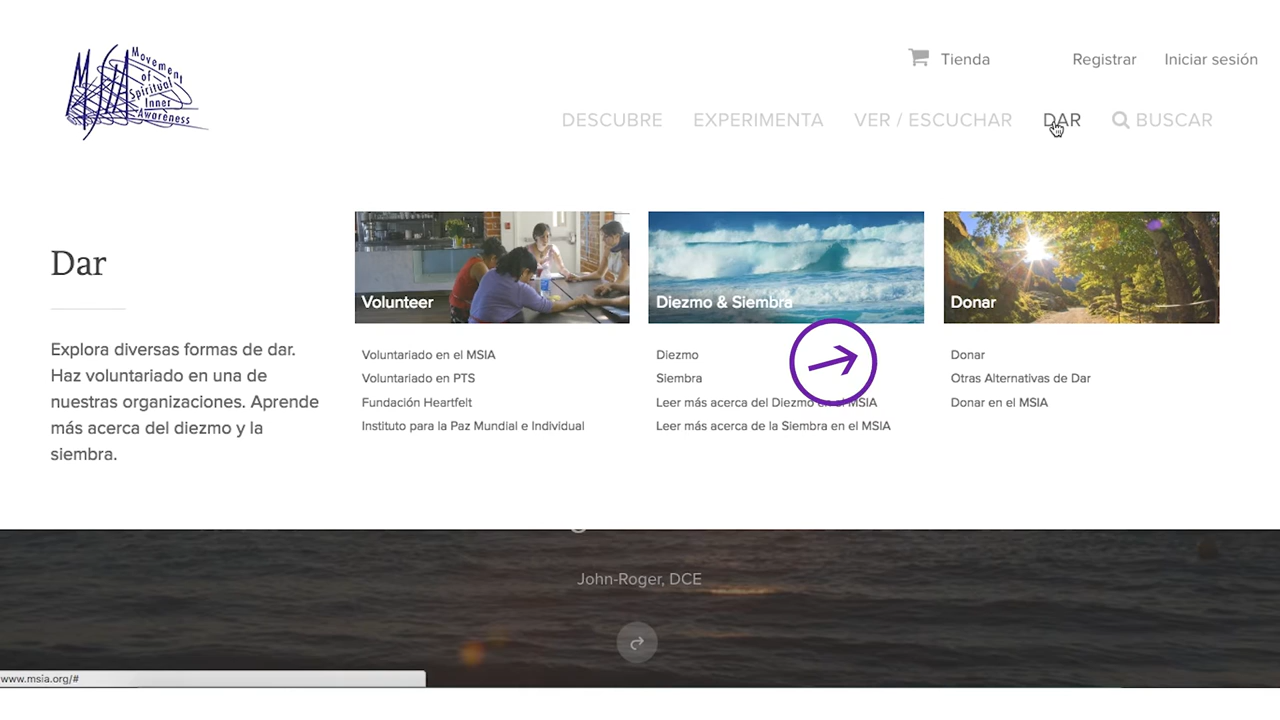 Movement
of
Spiritual
Inner
Awareness
Tienda
Registrar
Iniciar sesión
DESCUBRE
EXPERIMENTA
VER / ESCUCHAR
DAR
BUSCAR
Dar
Explora diversas formas de dar.
Haz voluntariado en una de
nuestras organizaciones. Aprende
más acerca del diezmo y la
siembra.
Volunteer
Voluntariado en el MSIA
Voluntariado en PTS
Fundación Heartfelt
Instituto para la Paz Mundial e Individual
Diezmo & Siembra
Diezmo
Siembra
Leer más acerca del Diezmo en el MSIA
Leer más acerca de la Siembra en el MSIA
Donar
Donar
Otras Alternativas de Dar
Donar en el MSIA
John-Roger, DCE
www.msia.org/#